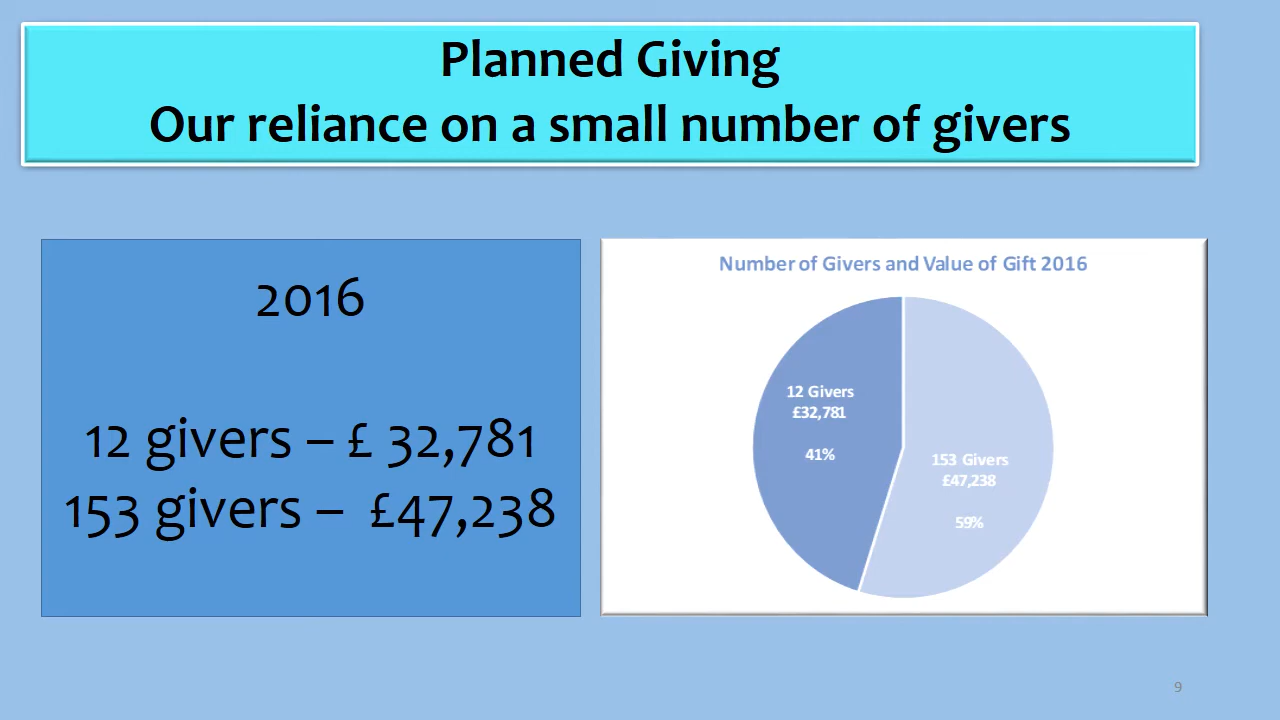 Planned Giving
Our reliance on a small number of givers
2016
12 givers – £ 32,781
153 givers – £47,238
Number of Givers and Value of Gift 2016
12 Givers
£32,781
41%
153 Givers
£47,238
59%
9